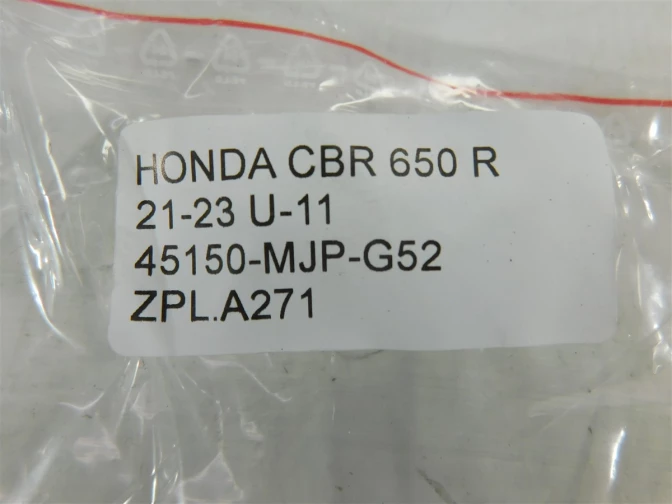 HONDA CBR 650 R
21-23 U-11
45150-MJP-G52
ZPL.A271